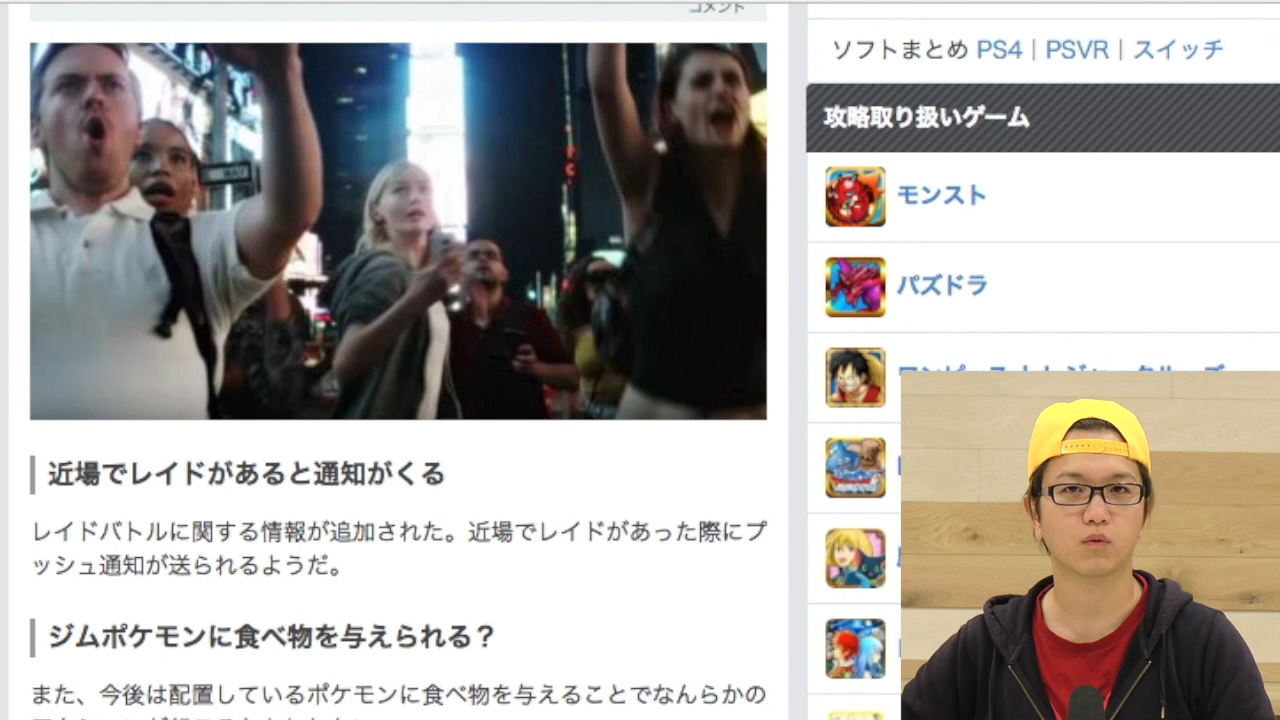 コメント
近場でレイドがあると通知がくる
レイドバトルに関する情報が追加された。近場でレイドがあった際にプ
ッシュ通知が送られるようだ。
ジムポケモンに食べ物を与えられる？
また、今後は配置しているポケモンに食べ物を与えることでなんらかの
ソフトまとめ PS4｜PSVR｜スイッチ
攻略取り扱いゲーム
モンスト
パズドラ